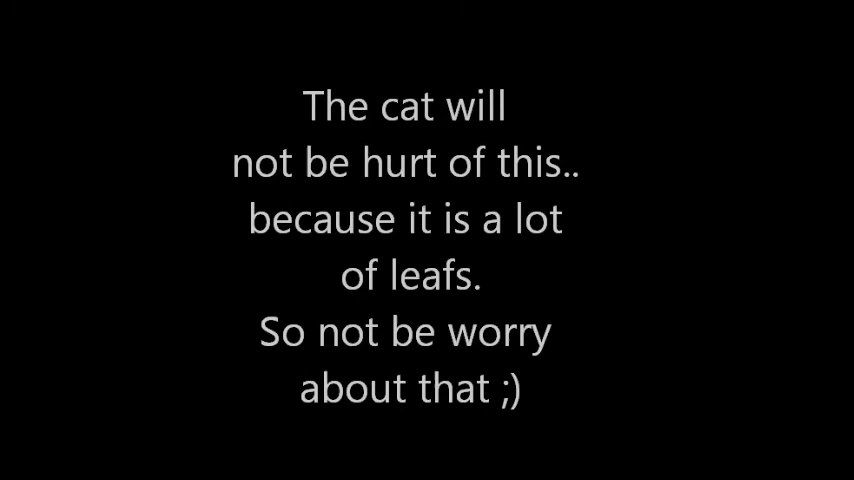 The cat will
not be hurt of this..
because it is a lot
of leafs.
So not be worry
about that ;)